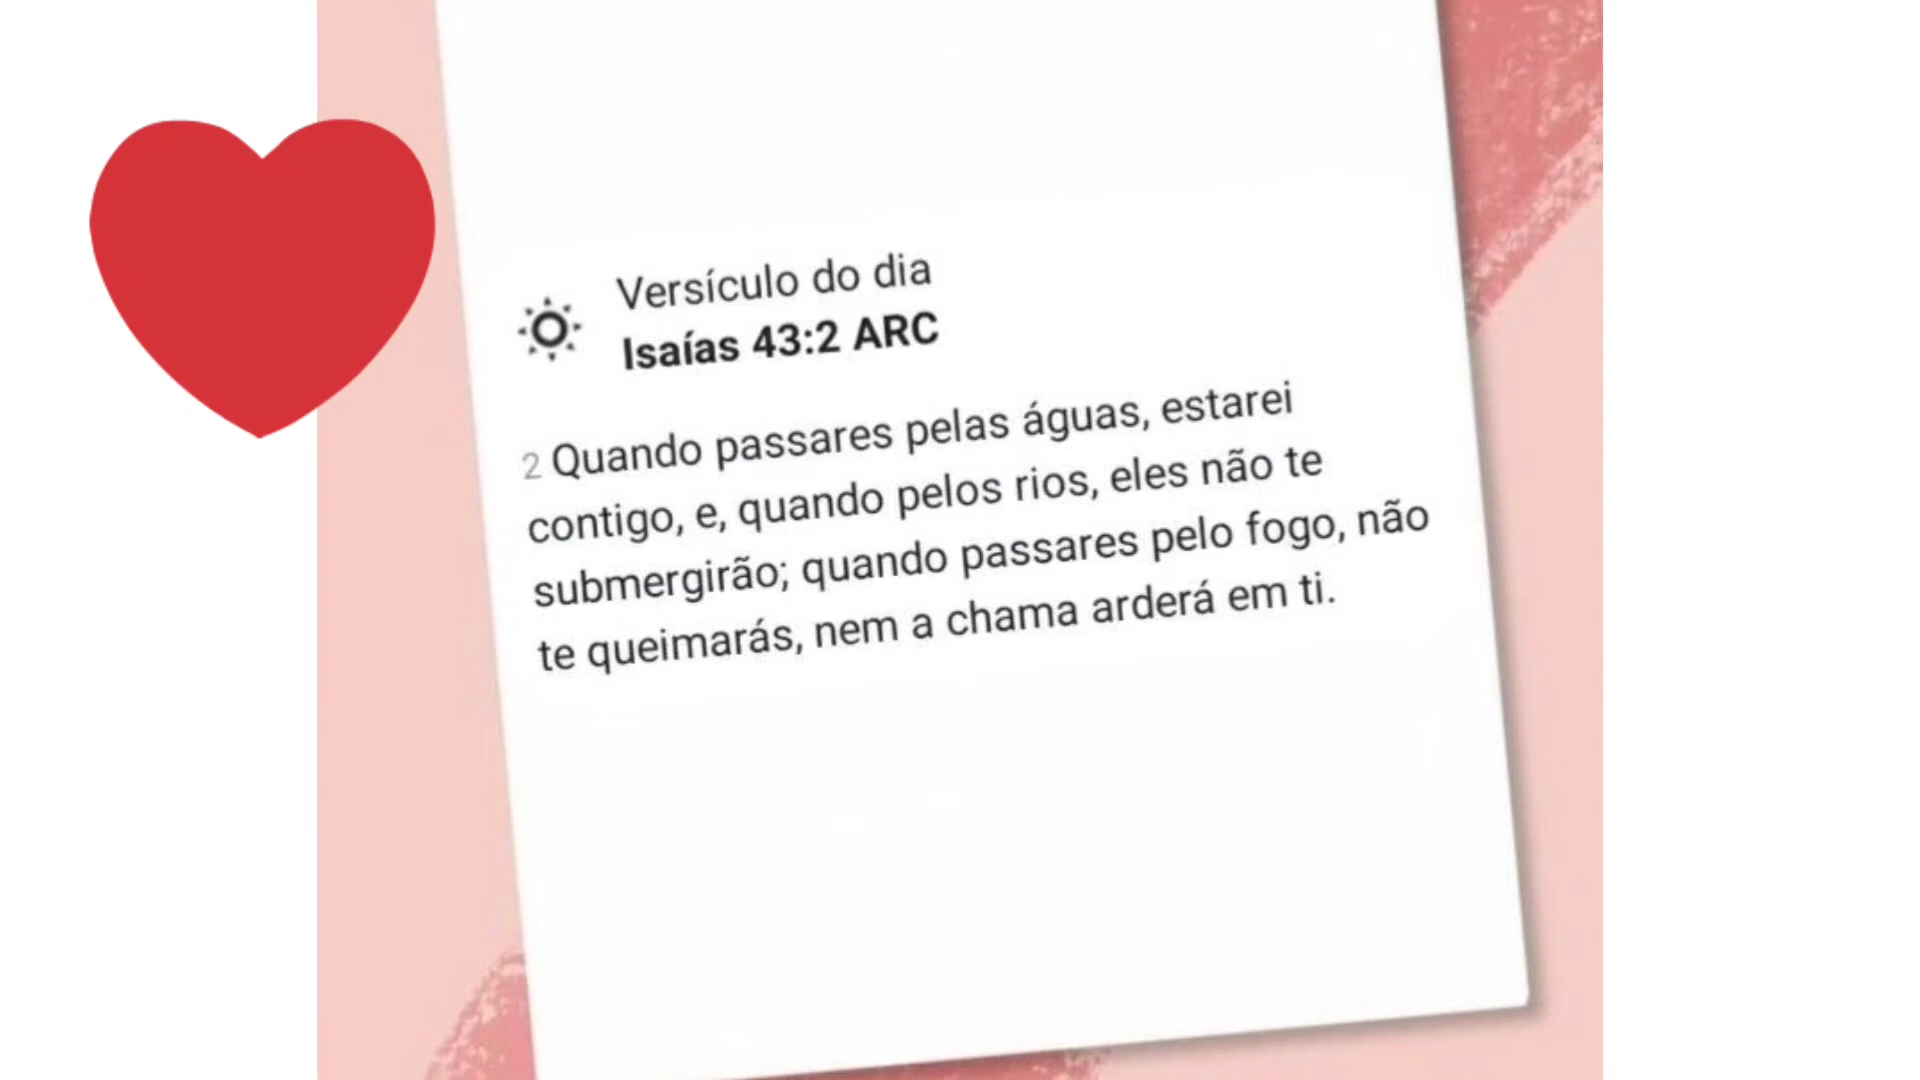 Versículo do dia
Isaías 43:2 ARC
2 Quando passares pelas águas, estarei
contigo, e, quando pelos rios, eles não te
submergirão; quando passares pelo fogo, não
te queimarás, nem a chama arderá em ti.